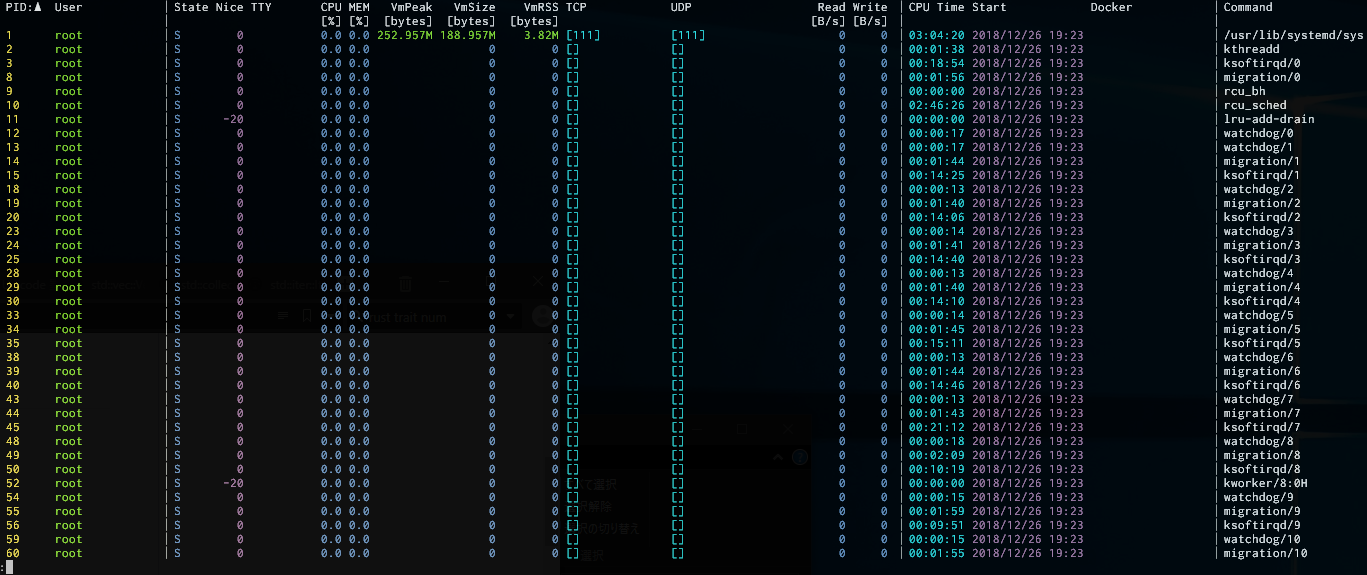 PID:▲ User | State Nice TTY CPU MEM VmPeak VmSize VmRSS TCP UDP Read Write | CPU Time Start Docker | Command
[%] [%] [bytes] [bytes] [bytes] [B/s] [B/s]
1 root | S 0 0.0 0.0 252.957M 188.957M 3.82M [111] [111] 0 0 | 03:04:20 2018/12/26 19:23 | /usr/lib/systemd/sys
2 root | S 0 0.0 0.0 0 0 0 [] [] 0 0 | 00:01:38 2018/12/26 19:23 | kthreadd
3 root | S 0 0.0 0.0 0 0 0 [] [] 0 0 | 00:18:54 2018/12/26 19:23 | ksoftirqd/0
8 root | S 0 0.0 0.0 0 0 0 [] [] 0 0 | 00:01:56 2018/12/26 19:23 | migration/0
9 root | S 0 0.0 0.0 0 0 0 [] [] 0 0 | 00:00:00 2018/12/26 19:23 | rcu_bh
10 root | S 0 0.0 0.0 0 0 0 [] [] 0 0 | 02:46:26 2018/12/26 19:23 | rcu_sched
11 root | S -20 0.0 0.0 0 0 0 [] [] 0 0 | 00:00:00 2018/12/26 19:23 | lru-add-drain
12 root | S 0 0.0 0.0 0 0 0 [] [] 0 0 | 00:00:17 2018/12/26 19:23 | watchdog/0
13 root | S 0 0.0 0.0 0 0 0 [] [] 0 0 | 00:00:17 2018/12/26 19:23 | watchdog/1
14 root | S 0 0.0 0.0 0 0 0 [] [] 0 0 | 00:01:44 2018/12/26 19:23 | migration/1
15 root | S 0 0.0 0.0 0 0 0 [] [] 0 0 | 00:14:25 2018/12/26 19:23 | ksoftirqd/1
18 root | S 0 0.0 0.0 0 0 0 [] [] 0 0 | 00:00:13 2018/12/26 19:23 | watchdog/2
19 root | S 0 0.0 0.0 0 0 0 [] [] 0 0 | 00:01:40 2018/12/26 19:23 | migration/2
20 root | S 0 0.0 0.0 0 0 0 [] [] 0 0 | 00:14:06 2018/12/26 19:23 | ksoftirqd/2
23 root | S 0 0.0 0.0 0 0 0 [] [] 0 0 | 00:00:14 2018/12/26 19:23 | watchdog/3
24 root | S 0 0.0 0.0 0 0 0 [] [] 0 0 | 00:01:41 2018/12/26 19:23 | migration/3
25 root | S 0 0.0 0.0 0 0 0 [] [] 0 0 | 00:14:40 2018/12/26 19:23 | ksoftirqd/3
28 root | S 0 0.0 0.0 0 0 0 [] [] 0 0 | 00:00:13 2018/12/26 19:23 | watchdog/4
29 root | S 0 0.0 0.0 0 0 0 [] [] 0 0 | 00:01:40 2018/12/26 19:23 | migration/4
30 root | S 0 0.0 0.0 0 0 0 [] [] 0 0 | 00:14:10 2018/12/26 19:23 | ksoftirqd/4
33 root | S 0 0.0 0.0 0 0 0 [] [] 0 0 | 00:00:14 2018/12/26 19:23 | watchdog/5
34 root | S 0 0.0 0.0 0 0 0 [] [] 0 0 | 00:01:45 2018/12/26 19:23 | migration/5
35 root | S 0 0.0 0.0 0 0 0 [] [] 0 0 | 00:15:11 2018/12/26 19:23 | ksoftirqd/5
38 root | S 0 0.0 0.0 0 0 0 [] [] 0 0 | 00:00:13 2018/12/26 19:23 | watchdog/6
39 root | S 0 0.0 0.0 0 0 0 [] [] 0 0 | 00:01:44 2018/12/26 19:23 | migration/6
40 root | S 0 0.0 0.0 0 0 0 [] [] 0 0 | 00:14:46 2018/12/26 19:23 | ksoftirqd/6
43 root | S 0 0.0 0.0 0 0 0 [] [] 0 0 | 00:00:13 2018/12/26 19:23 | watchdog/7
44 root | S 0 0.0 0.0 0 0 0 [] [] 0 0 | 00:01:43 2018/12/26 19:23 | migration/7
45 root | S 0 0.0 0.0 0 0 0 [] [] 0 0 | 00:21:12 2018/12/26 19:23 | ksoftirqd/7
48 root | S 0 0.0 0.0 0 0 0 [] [] 0 0 | 00:00:18 2018/12/26 19:23 | watchdog/8
49 root | S 0 0.0 0.0 0 0 0 [] [] 0 0 | 00:02:09 2018/12/26 19:23 | migration/8
50 root | S 0 0.0 0.0 0 0 0 [] [] 0 0 | 00:10:19 2018/12/26 19:23 | ksoftirqd/8
52 root | S -20 0.0 0.0 0 0 0 [] [] 0 0 | 00:00:00 2018/12/26 19:23 | kworker/8:0H
54 root | S 0 0.0 0.0 0 0 0 [] [] 0 0 | 00:00:15 2018/12/26 19:23 | watchdog/9
55 root | S 0 0.0 0.0 0 0 0 [] [] 0 0 | 00:01:59 2018/12/26 19:23 | migration/9
56 root | S 0 0.0 0.0 0 0 0 [] [] 0 0 | 00:09:51 2018/12/26 19:23 | ksoftirqd/9
59 root | S 0 0.0 0.0 0 0 0 [] [] 0 0 | 00:00:15 2018/12/26 19:23 | watchdog/10
60 root | S 0 0.0 0.0 0 0 0 [] [] 0 0 | 00:01:55 2018/12/26 19:23 | migration/10
: